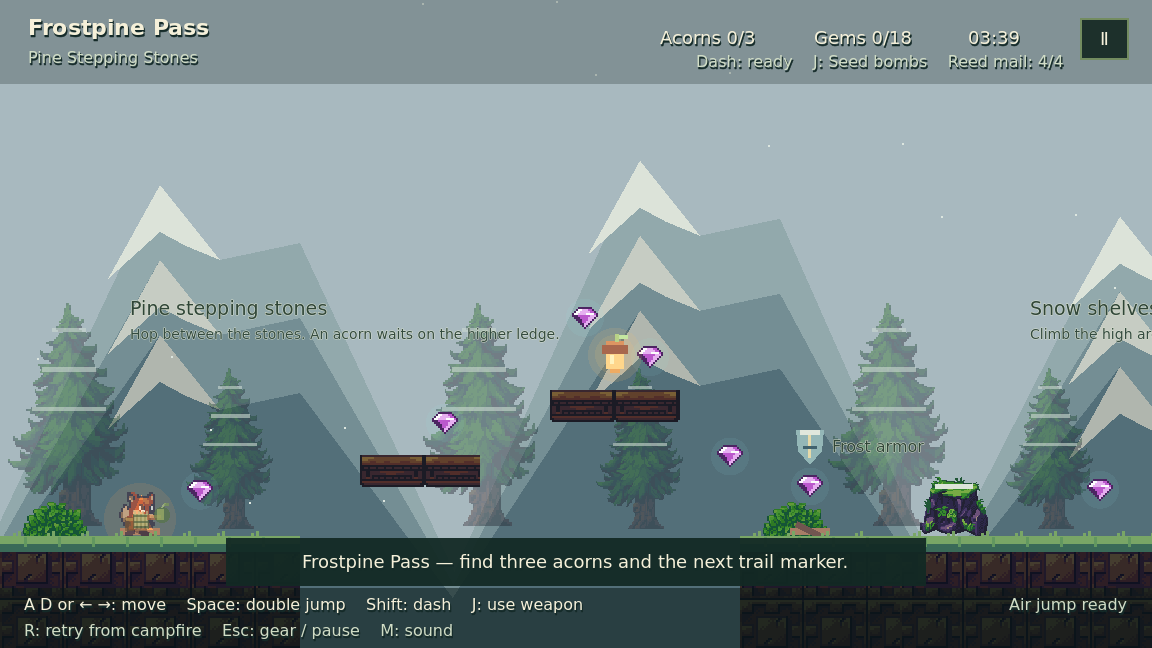 Frostpine Pass
Pine Stepping Stones
Acorns 0/3 Gems 0/18 03:39
Dash: ready J: Seed bombs Reed mail: 4/4
II
Pine stepping stones
Hop between the stones. An acorn waits on the higher ledge.
Snow shelves
Climb the high ar
Frost armor
Frostpine Pass — find three acorns and the next trail marker.
A D or ← →: move Space: double jump Shift: dash J: use weapon
Air jump ready
R: retry from campfire Esc: gear / pause M: sound